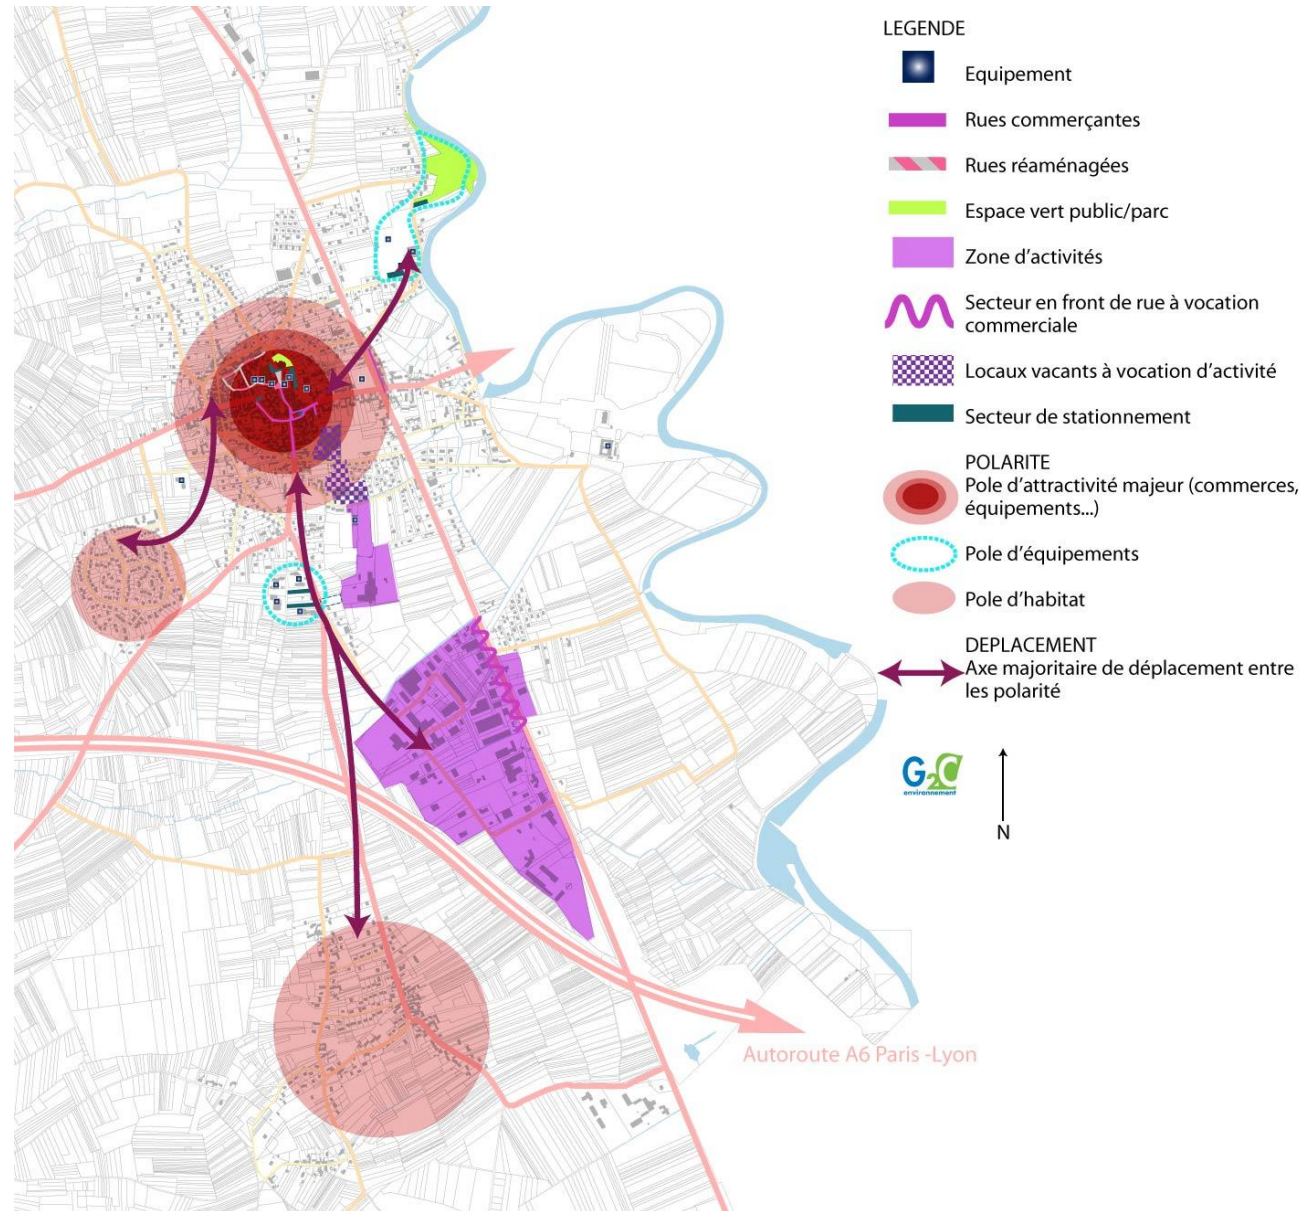 LEGENDE
Equipement
Rues commerçantes
Rues réaménagées
Espace vert public/parc
Zone d'activités
Secteur en front de rue à vocation
commerciale
Locaux vacants à vocation d'activité
Secteur de stationnement
POLARITE
Pole d'attractivité majeur (commerces,
équipements...)
Pole d'équipements
Pole d'habitat
DEPLACEMENT
Axe majoritaire de déplacement entre
les polarité
G2C
environnement
N
Autoroute A6 Paris -Lyon